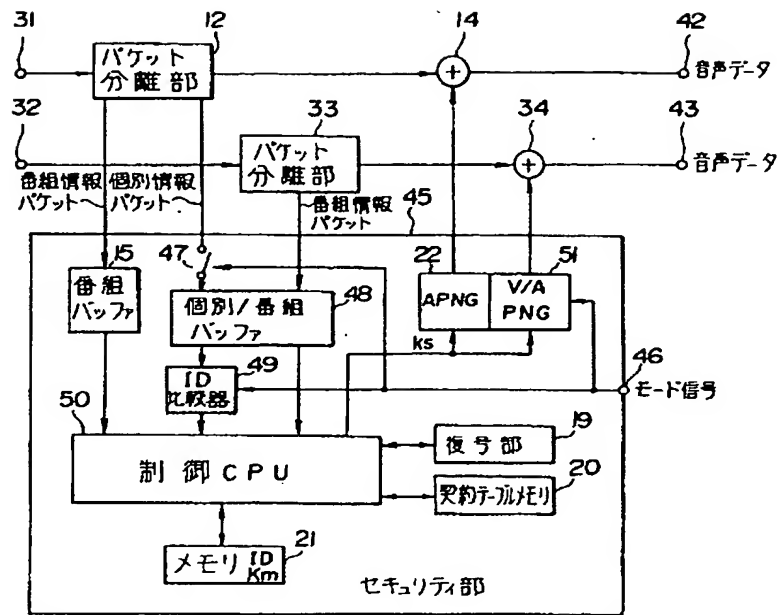 31
12
14
42
パケット
分離部
+
音声データ
32
33
34
43
パケット
分離部
+
音声データ
番組情報
パケット
個別情報
パケット
番組情報
パケット
45
15
47
22
51
番組
バッファ
個別/番組
バッファ
48
APNG
V/A
PNG
ks
49
ID
比較器
46
モード信号
50
制御CPU
19
復号部
20
契約テーブルメモリ
メモリ ID
Km
21
セキュリティ部